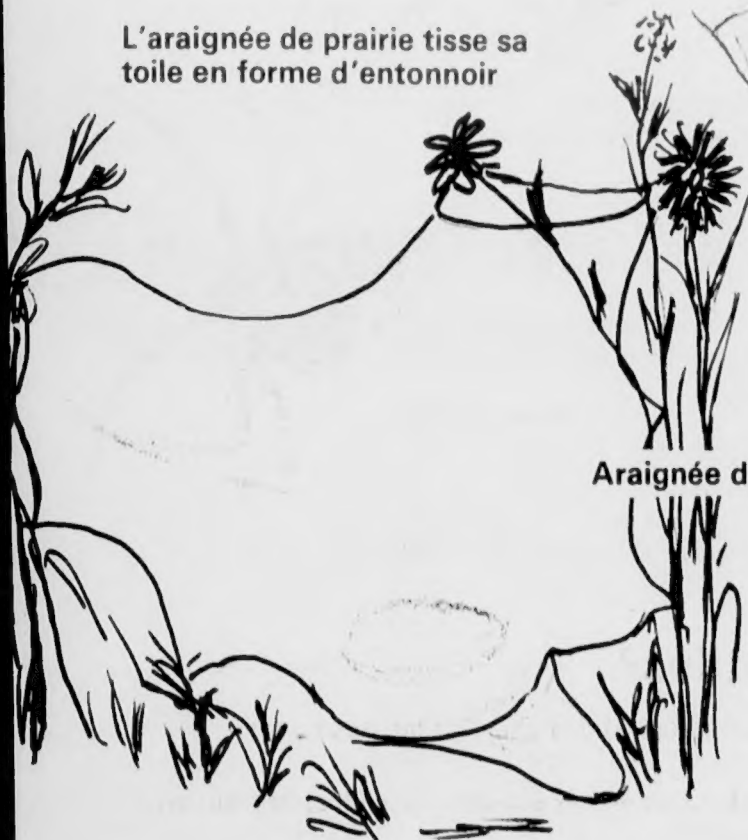 L'araignée de prairie tisse sa
toile en forme d'entonnoir
Araignée d